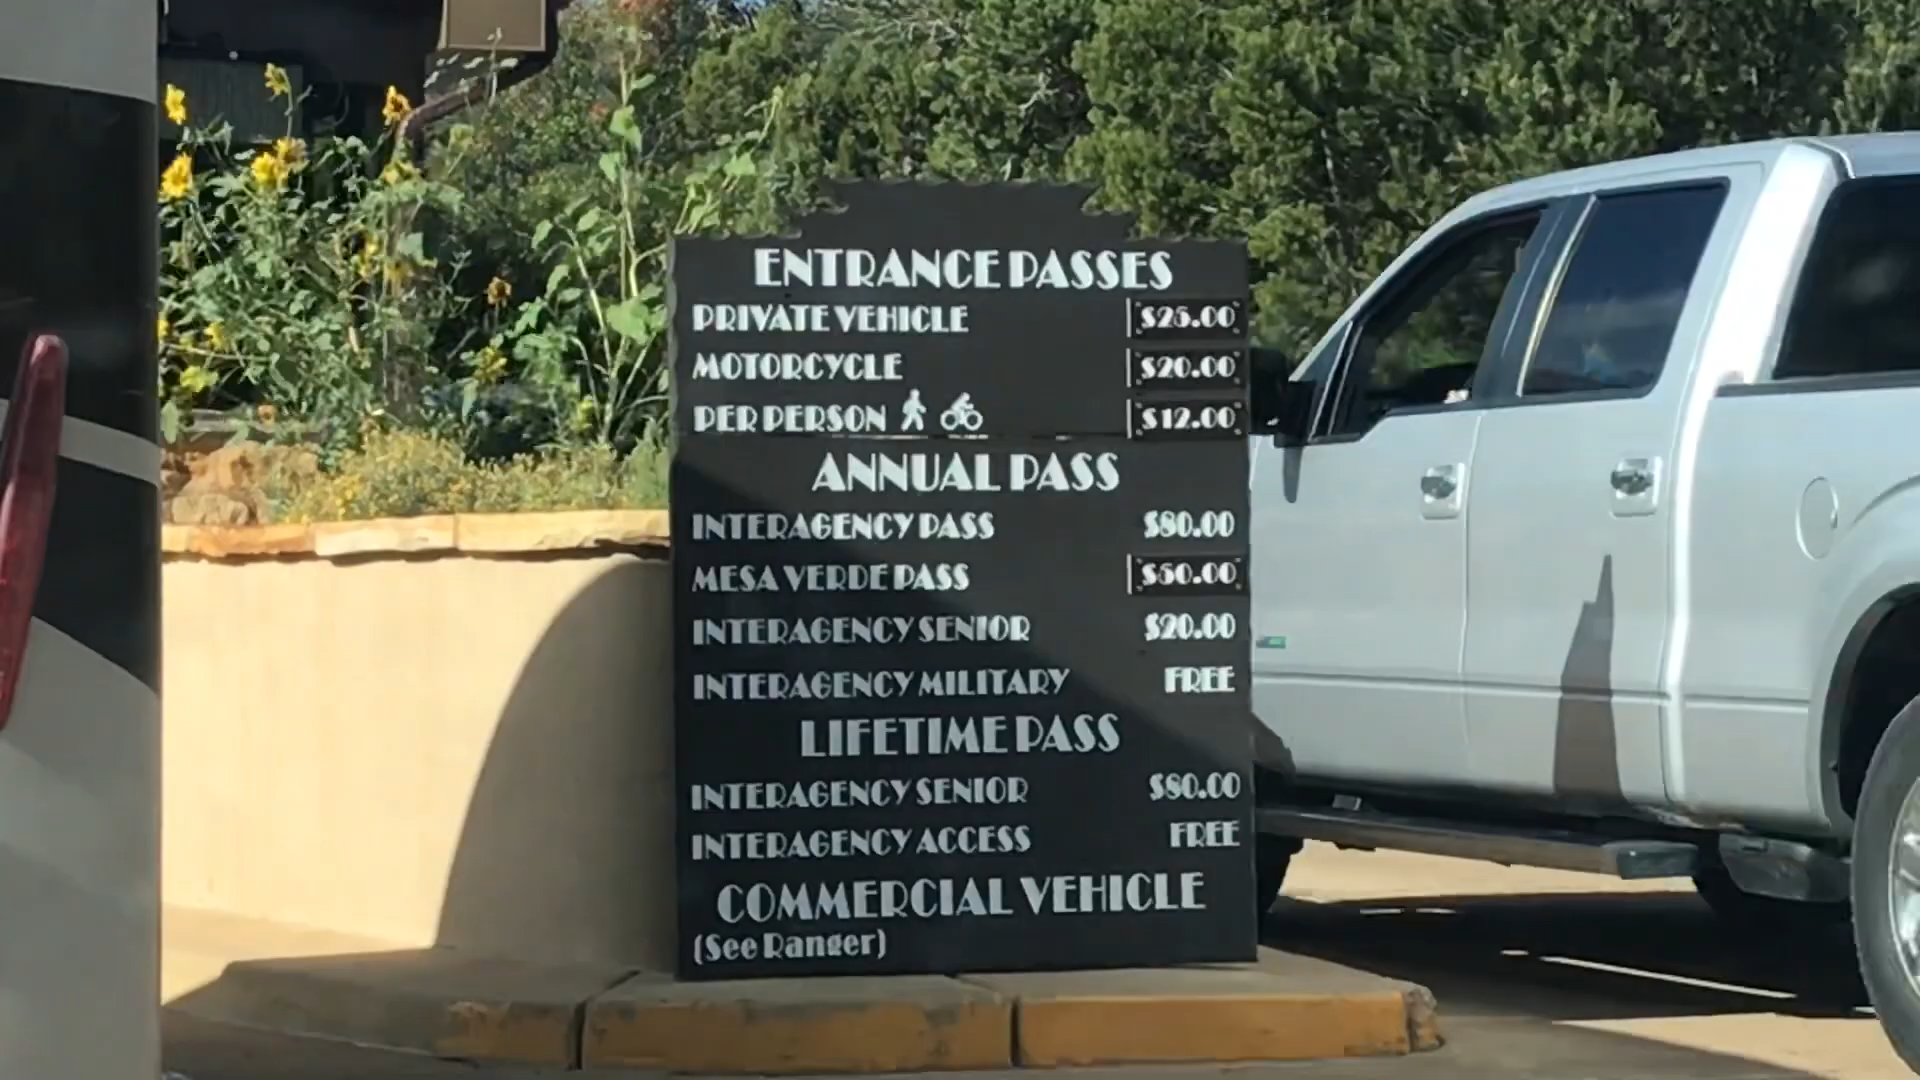 ENTRANCE PASSES
PRIVATE VEHICLE $25.00
MOTORCYCLE $20.00
PER PERSON $12.00
ANNUAL PASS
INTERAGENCY PASS $80.00
MESA VERDE PASS $50.00
INTERAGENCY SENIOR $20.00
INTERAGENCY MILITARY FREE
LIFETIME PASS
INTERAGENCY SENIOR $80.00
INTERAGENCY ACCESS FREE
COMMERCIAL VEHICLE
(See Ranger)